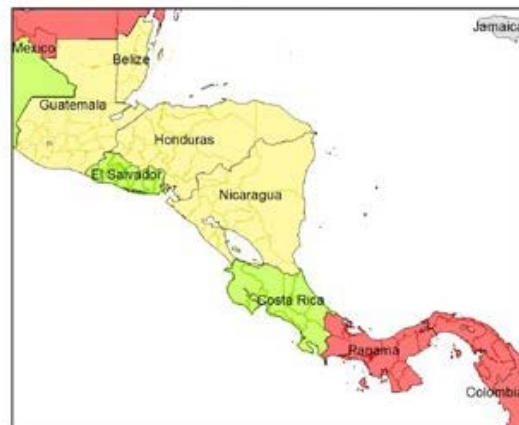 Jamaica
Mexico
Belize
Guatemala
Honduras
El Salvador
Nicaragua
Costa Rica
Panama
Colombia